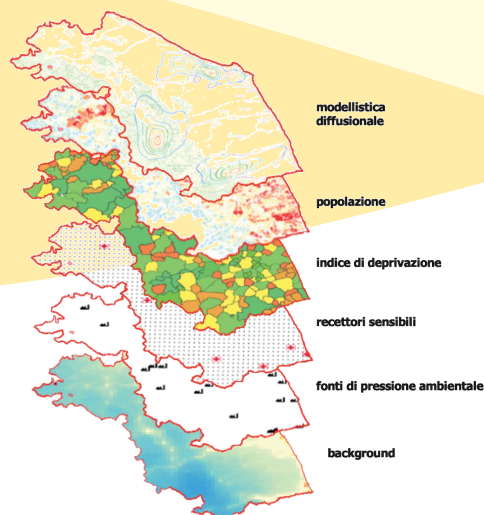 modellistica
diffusionale
popolazione
indice di deprivazione
recettori sensibili
fonti di pressione ambientale
background